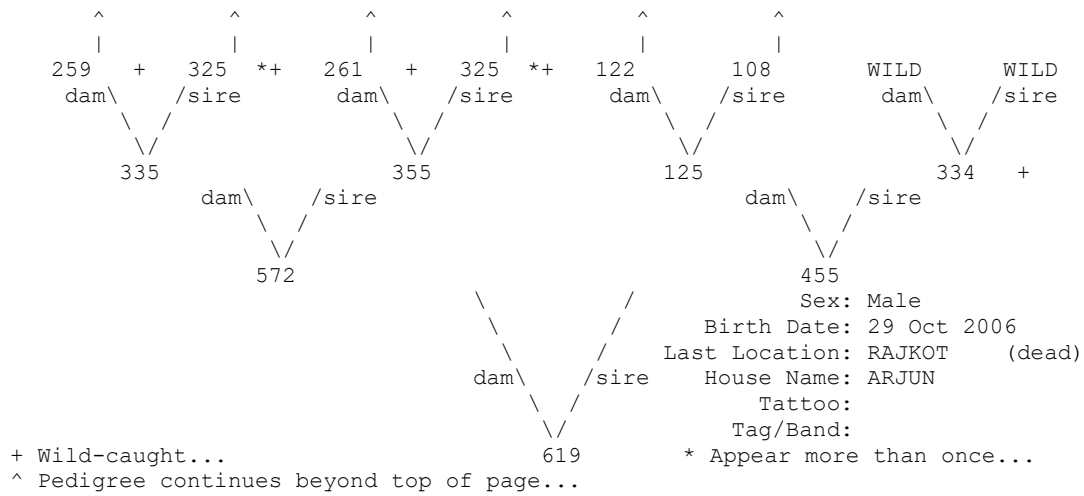 ^ ^ ^ ^ ^ ^
| | | | | |
259 + 325 *+ 261 + 325 *+ 122 108 WILD WILD
dam\ /sire dam\ /sire dam\ /sire dam\ /sire
\ / \ / \ / \ /
\/ \/ \/ \/
335 355 125 334 +
dam\ /sire dam\ /sire
\ / \ /
\/ \/
572 455
\ / Sex: Male
\ / Birth Date: 29 Oct 2006
\ / Last Location: RAJKOT (dead)
dam\ /sire House Name: ARJUN
\ / Tattoo:
\/ Tag/Band:
+ Wild-caught... 619 * Appear more than once...
^ Pedigree continues beyond top of page...